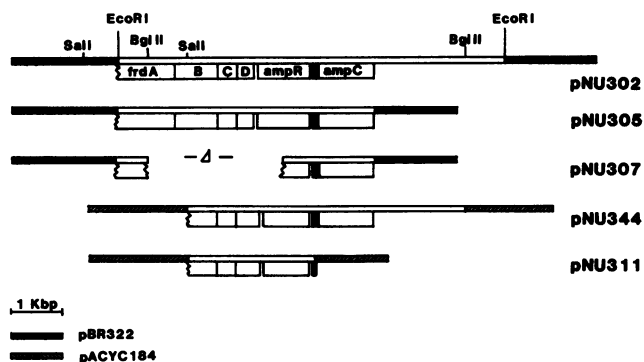 EcoRI EcoRI
SalI BglII SalI BglII
frdA B C D ampR ampC
pNU302
pNU305
-Δ-
pNU307
pNU344
pNU311
1 Kbp
pBR322
pACYC184